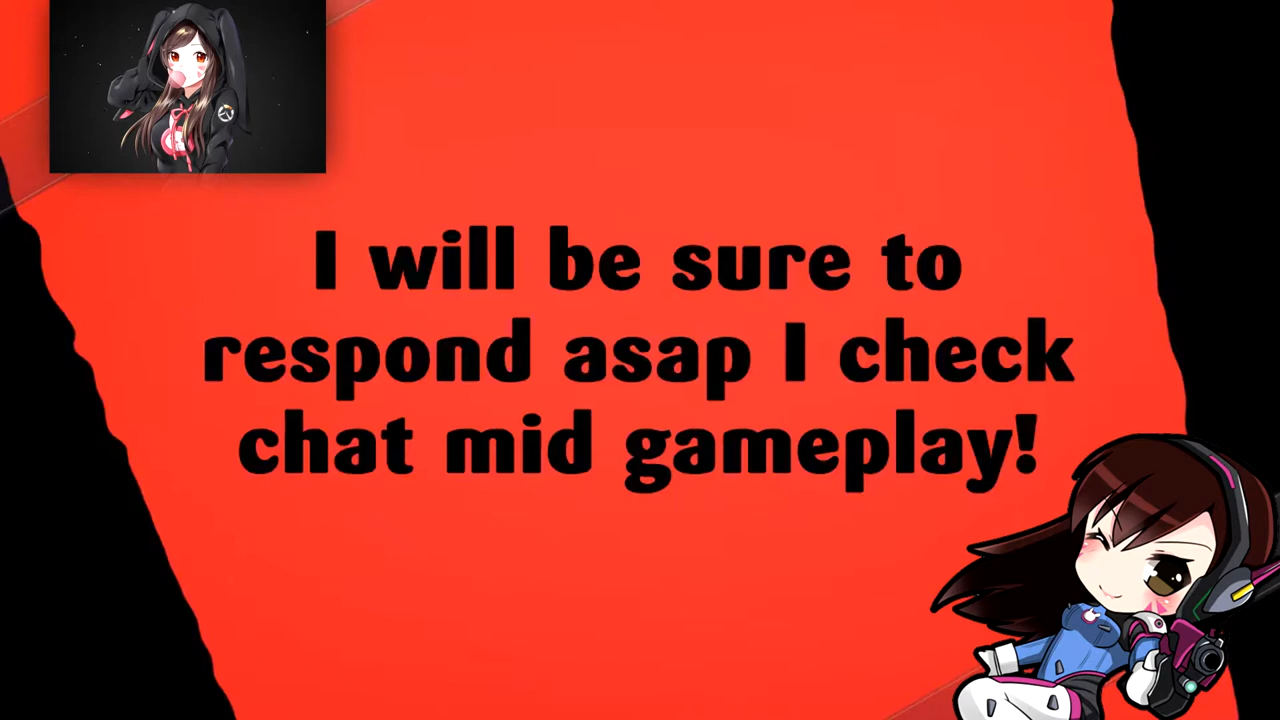 I will be sure to
respond asap I check
chat mid gameplay!